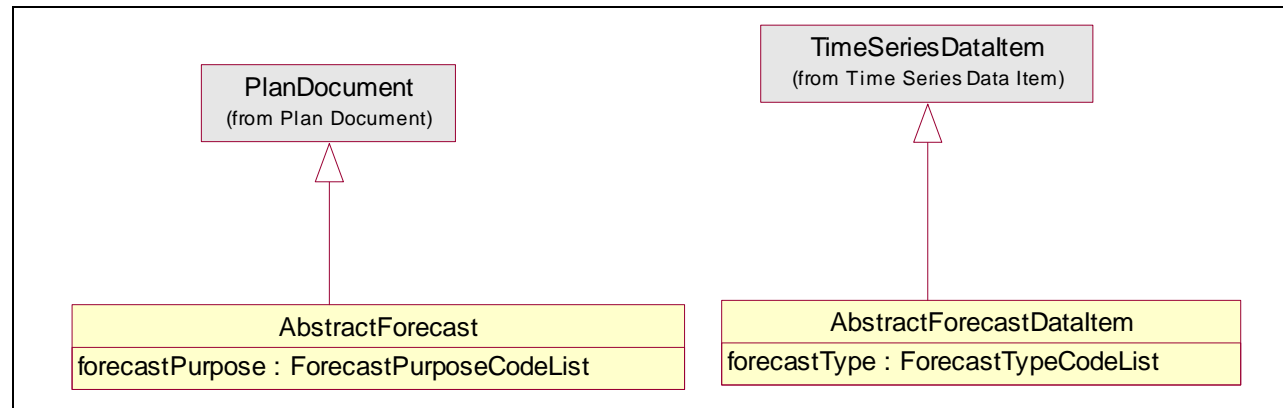 PlanDocument
(from Plan Document)
TimeSeriesDataItem
(from Time Series Data Item)
AbstractForecast
forecastPurpose : ForecastPurposeCodeList
AbstractForecastDataItem
forecastType : ForecastTypeCodeList